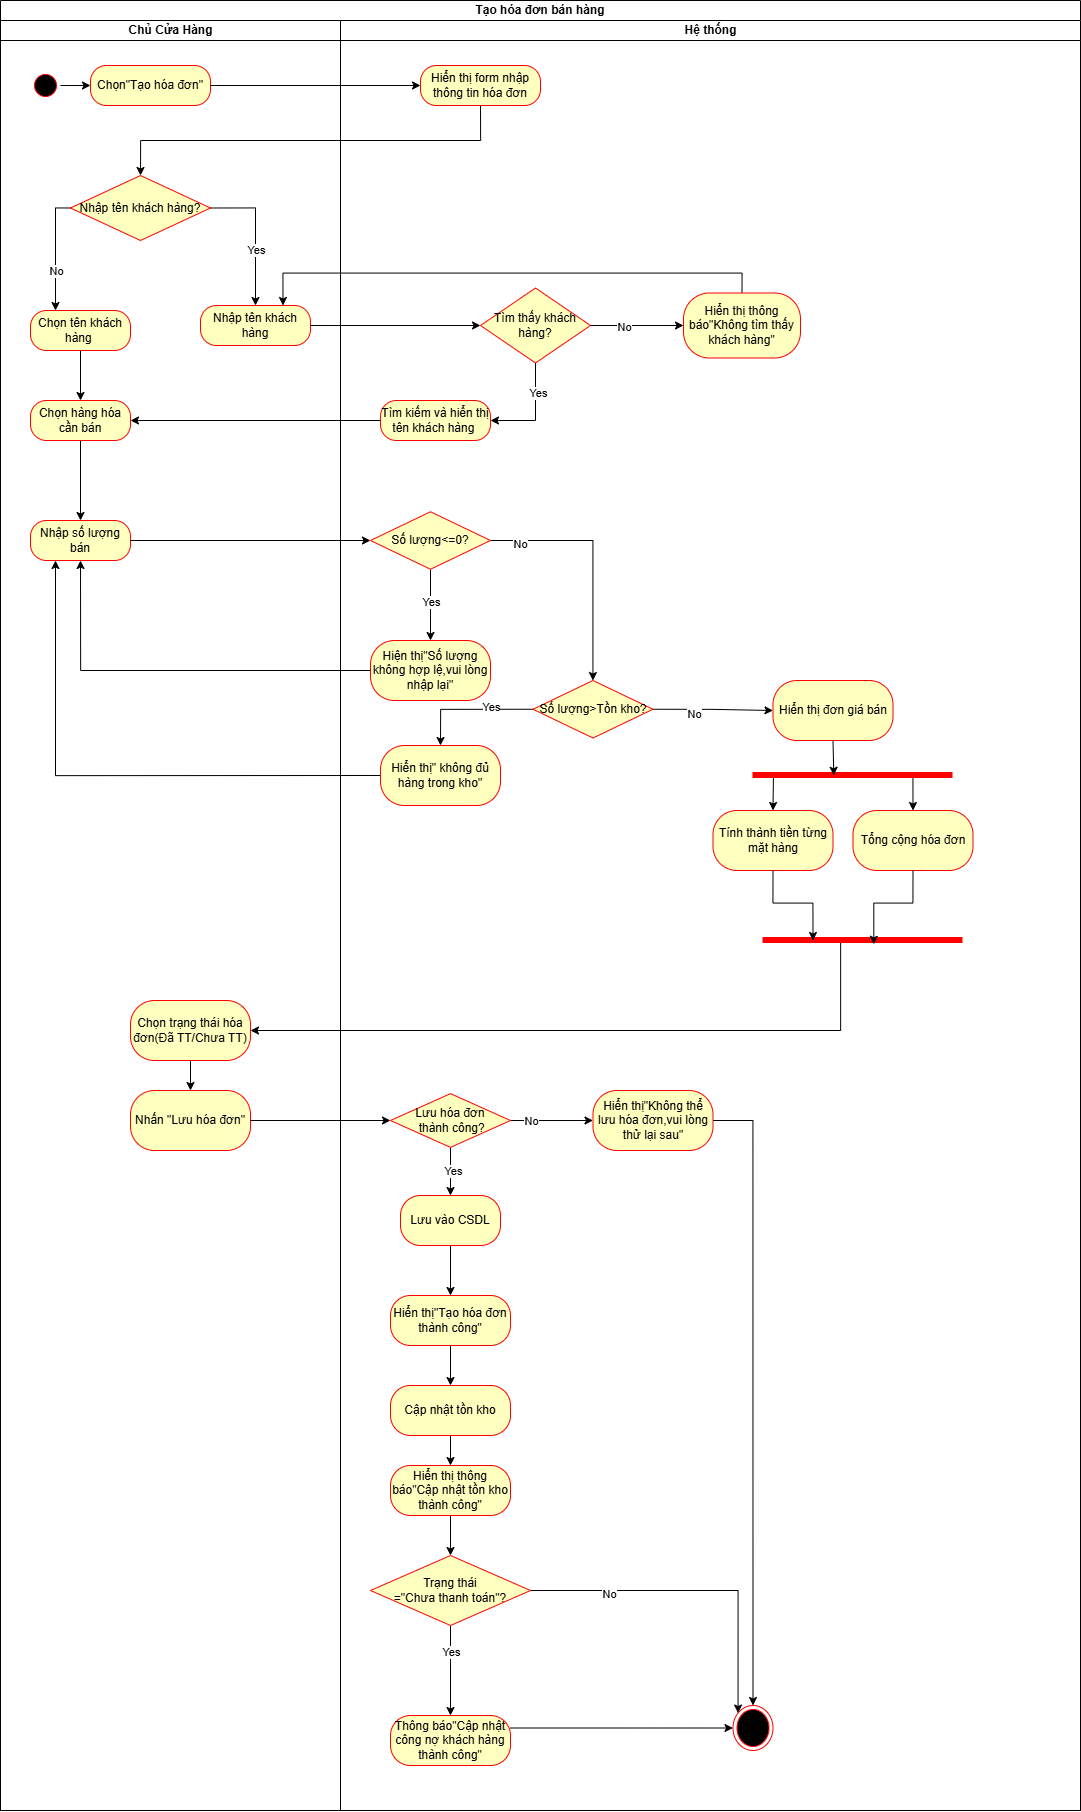 Tạo hóa đơn bán hàng
Chủ Cửa Hàng
Hệ thống
Chọn"Tạo hóa đơn"
Hiển thị form nhập
thông tin hóa đơn
Nhập tên khách hàng?
Yes
No
Chọn tên khách
hàng
Nhập tên khách
hàng
Tìm thấy khách
hàng?
No
Hiển thị thông
báo"Không tìm thấy
khách hàng"
Yes
Chọn hàng hóa
cần bán
Tìm kiếm và hiển thị
tên khách hàng
Nhập số lượng
bán
Số lượng<=0?
No
Yes
Hiện thị"Số lượng
không hợp lệ,vui lòng
nhập lại"
Yes
Số lượng>Tồn kho?
No
Hiển thị đơn giá bán
Hiển thị" không đủ
hàng trong kho"
Tính thành tiền từng
mặt hàng
Tổng cộng hóa đơn
Chọn trạng thái hóa
đơn(Đã TT/Chưa TT)
Nhấn "Lưu hóa đơn"
Lưu hóa đơn
thành công?
No
Hiển thị"Không thể
lưu hóa đơn,vui lòng
thử lại sau"
Yes
Lưu vào CSDL
Hiển thị"Tạo hóa đơn
thành công"
Cập nhật tồn kho
Hiển thị thông
báo"Cập nhật tồn kho
thành công"
Trạng thái
="Chưa thanh toán"?
No
Yes
Thông báo"Cập nhật
công nợ khách hàng
thành công"